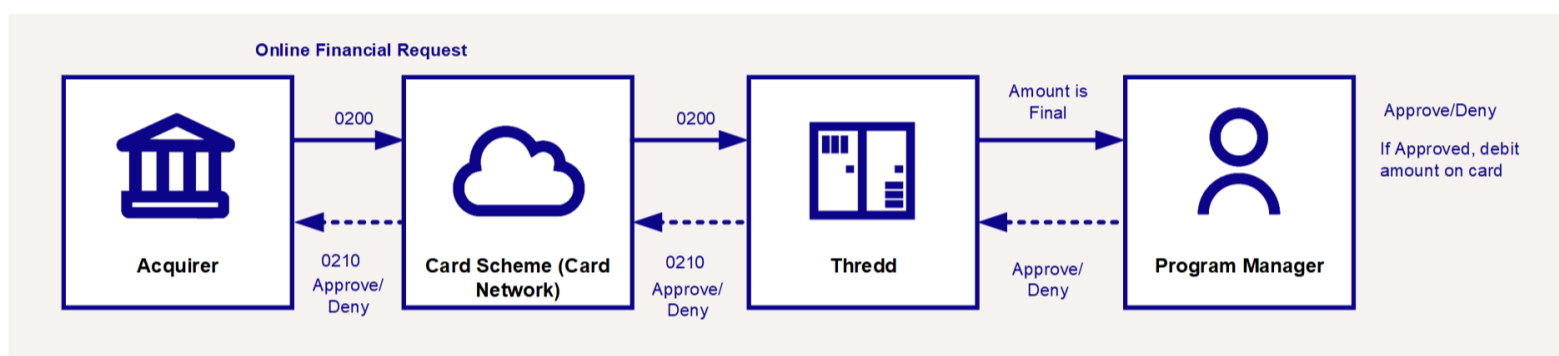 Online Financial Request
0200
0200
Amount is
Final
Approve/Deny
If Approved, debit
amount on card
Acquirer
Card Scheme (Card
Network)
Thredd
Program Manager
0210
Approve/
Deny
0210
Approve/
Deny
Approve/
Deny